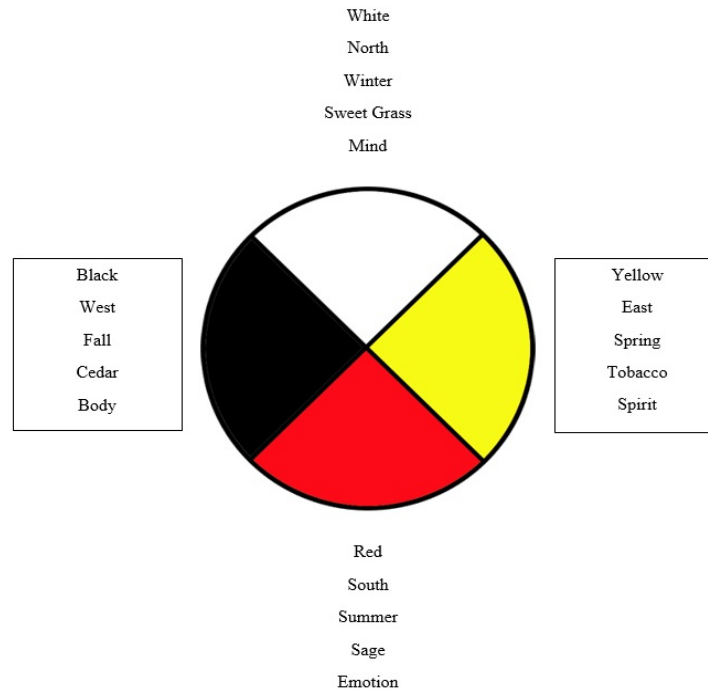 White
North
Winter
Sweet Grass
Mind
Black
West
Fall
Cedar
Body
Yellow
East
Spring
Tobacco
Spirit
Red
South
Summer
Sage
Emotion